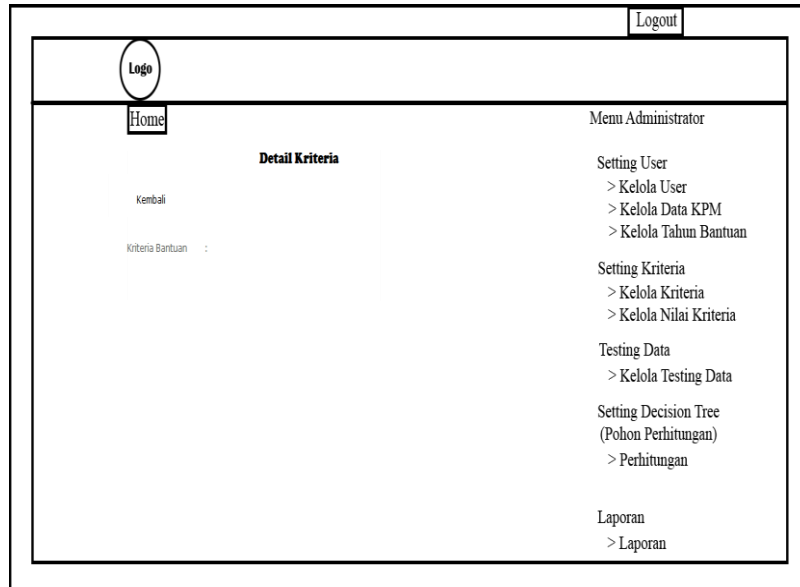 Logout
Logo
Home
Detail Kriteria
Kembali
Kriteria Bantuan :
Menu Administrator
Setting User
> Kelola User
> Kelola Data KPM
> Kelola Tahun Bantuan
Setting Kriteria
> Kelola Kriteria
> Kelola Nilai Kriteria
Testing Data
> Kelola Testing Data
Setting Decision Tree
(Pohon Perhitungan)
> Perhitungan
Laporan
> Laporan